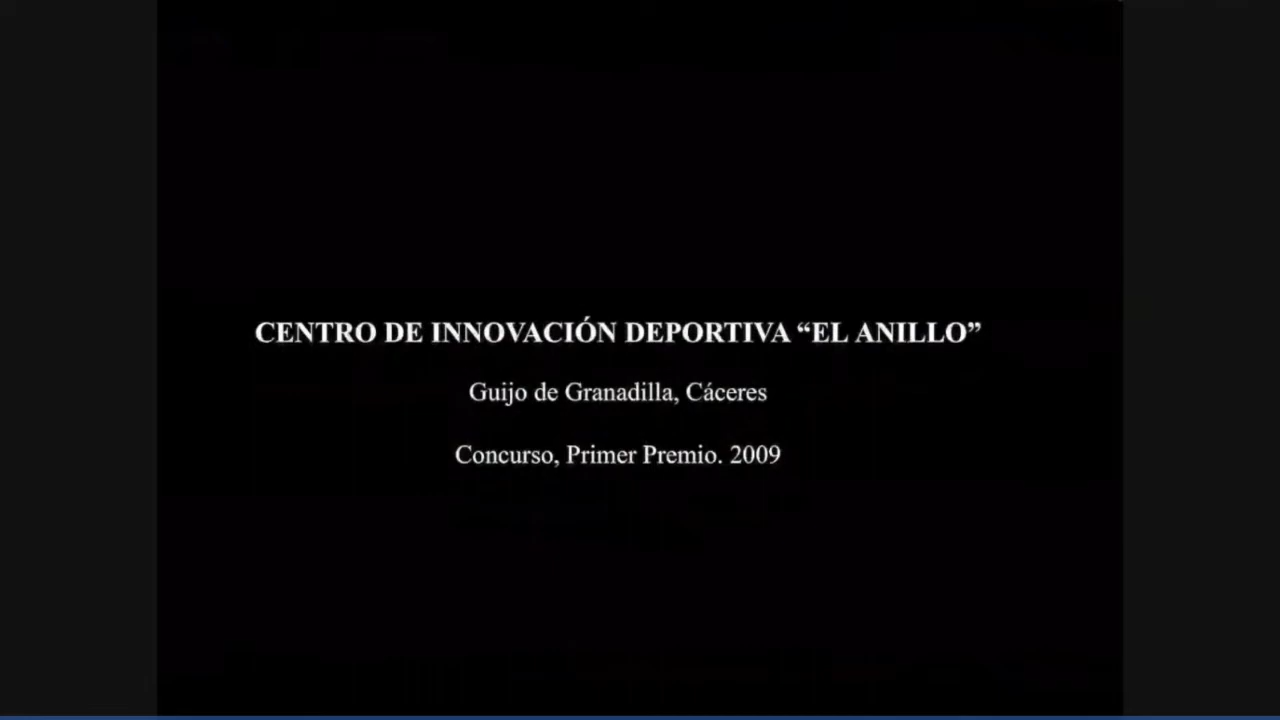 CENTRO DE INNOVACIÓN DEPORTIVA “EL ANILLO”
Guijo de Granadilla, Cáceres
Concurso, Primer Premio. 2009